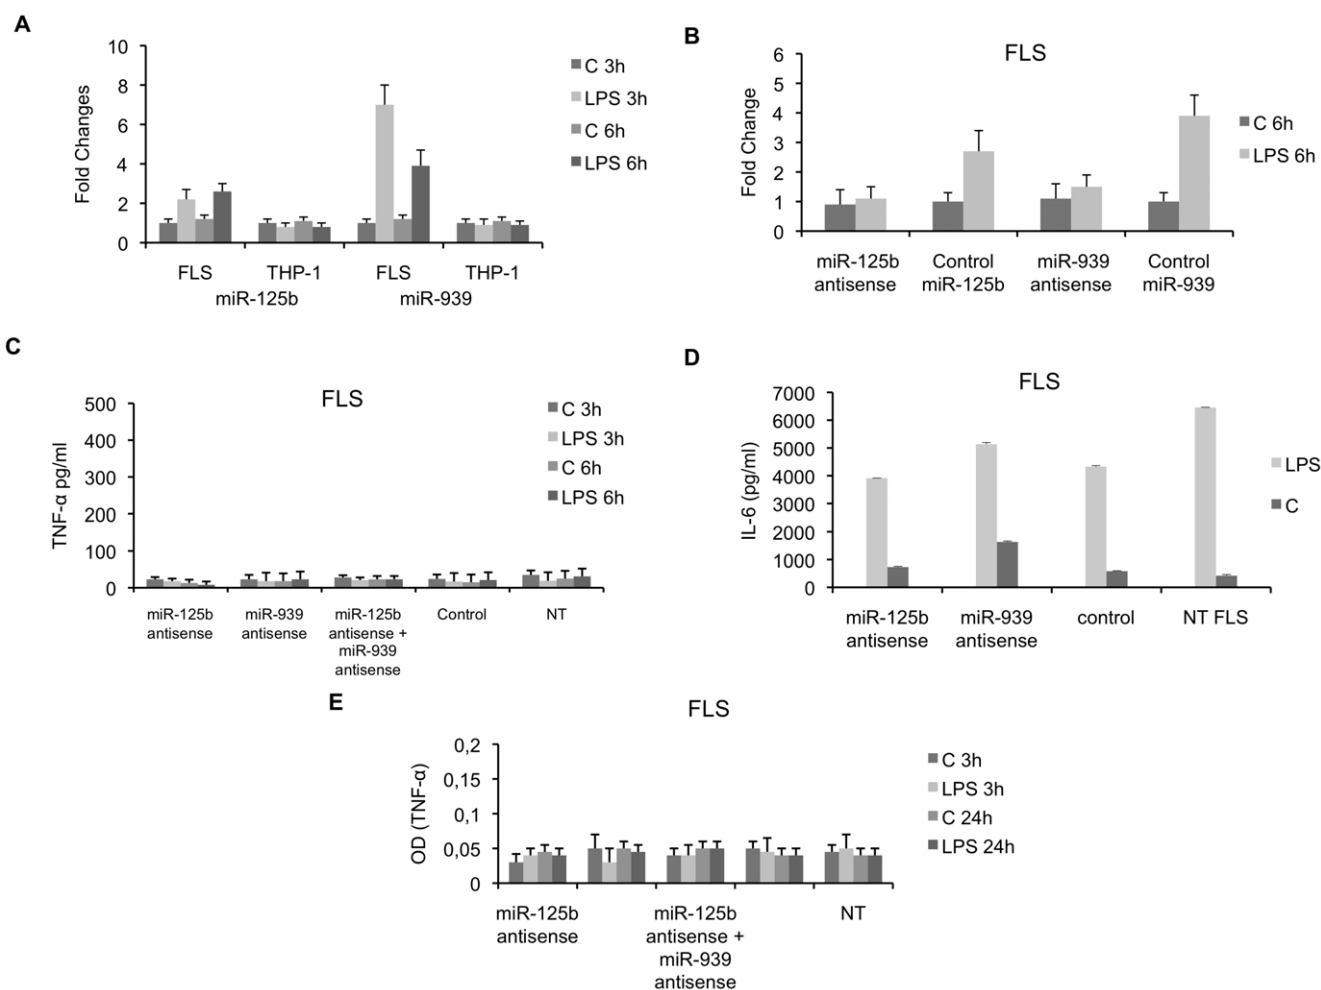 A
10
8
6
4
2
0
Fold Changes
C 3h
LPS 3h
C 6h
LPS 6h
FLS THP-1 FLS THP-1
miR-125b miR-939
B
FLS
6
5
4
3
2
1
0
Fold Change
C 6h
LPS 6h
miR-125b Control miR-939 Control
antisense miR-125b antisense miR-939
C
FLS
500
400
300
200
100
0
TNF-α pg/ml
C 3h
LPS 3h
C 6h
LPS 6h
miR-125b miR-939 miR-125b Control NT
antisense antisense antisense +
miR-939
antisense
D
FLS
7000
6000
5000
4000
3000
2000
1000
0
IL-6 (pg/ml)
LPS
C
miR-125b miR-939 control NT FLS
antisense antisense
E
FLS
0,2
0,15
0,1
0,05
0
OD (TNF-α)
C 3h
LPS 3h
C 24h
LPS 24h
miR-125b miR-125b NT
antisense antisense +
miR-939
antisense